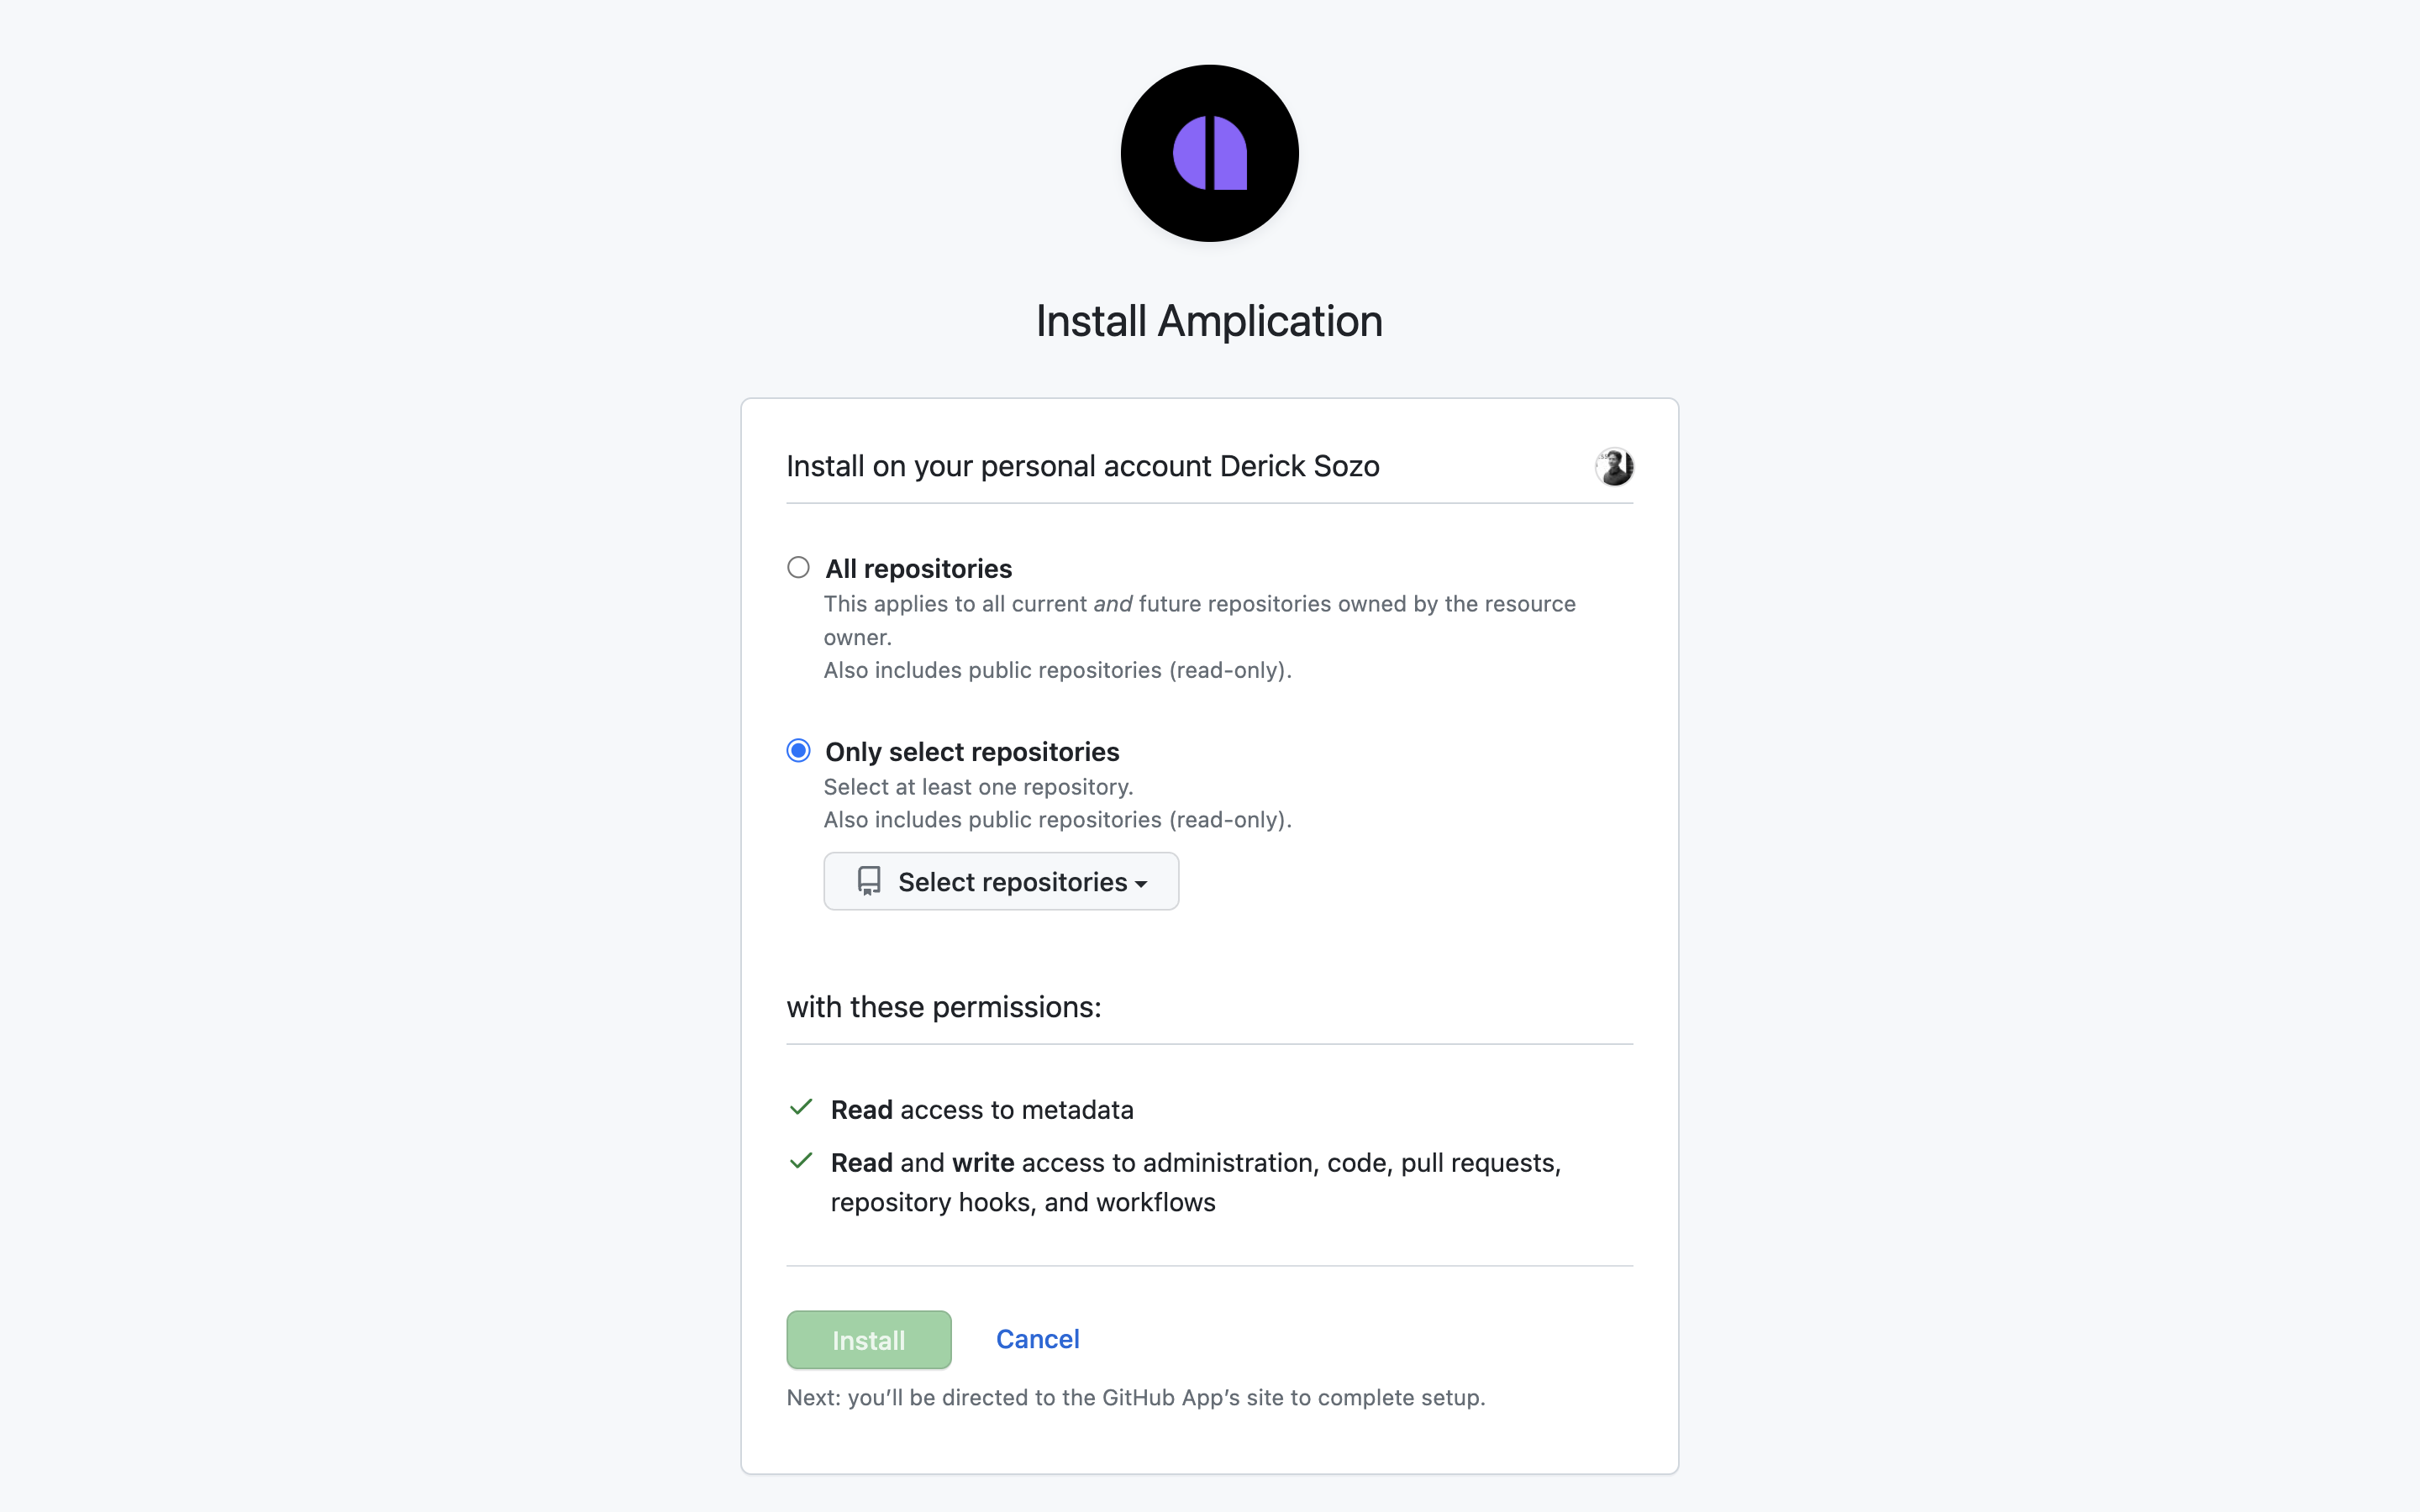 Install Amplication
Install on your personal account Derick Sozo
All repositories
This applies to all current and future repositories owned by the resource
owner.
Also includes public repositories (read-only).
Only select repositories
Select at least one repository.
Also includes public repositories (read-only).
Select repositories
with these permissions:
Read access to metadata
Read and write access to administration, code, pull requests,
repository hooks, and workflows
Install Cancel
Next: you’ll be directed to the GitHub App’s site to complete setup.